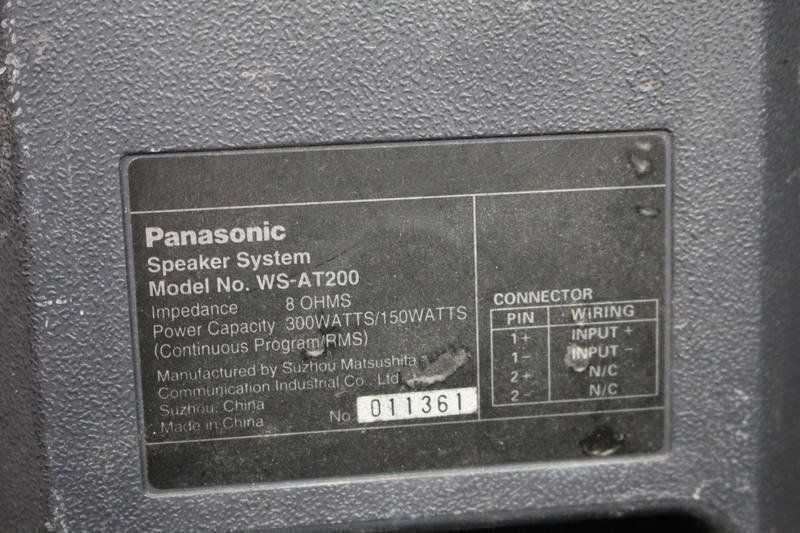 Panasonic
Speaker System
Model No. WS-AT200
Impedance 8 OHMS
Power Capacity 300WATTS/150WATTS
(Continuous Program/RMS)
Manufactured by Suzhou Matsushita
Communication Industrial Co., Ltd.
Suzhou, China
Made in China
No 011361
CONNECTOR
PIN WIRING
1+ INPUT +
1- INPUT -
2+ N/C
2- N/C